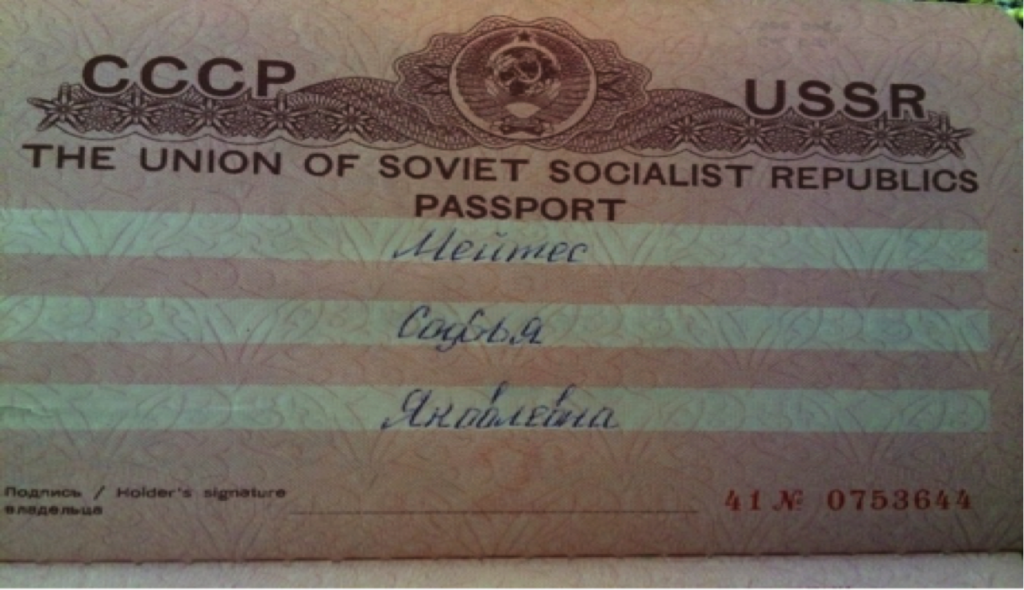 СССР USSR
THE UNION OF SOVIET SOCIALIST REPUBLICS
PASSPORT
Мейтес
Софья
Яковлевна
Подпись / Holder's signature
владельца
41 № 0753644